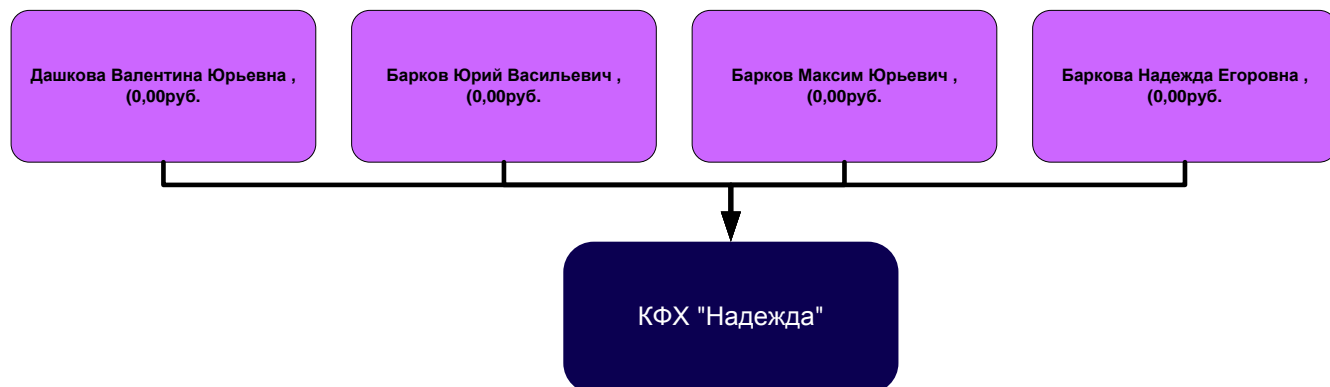 Дашкова Валентина Юрьевна ,
(0,00руб.
Барков Юрий Васильевич ,
(0,00руб.
Барков Максим Юрьевич ,
(0,00руб.
Баркова Надежда Егоровна ,
(0,00руб.
КФХ "Надежда"